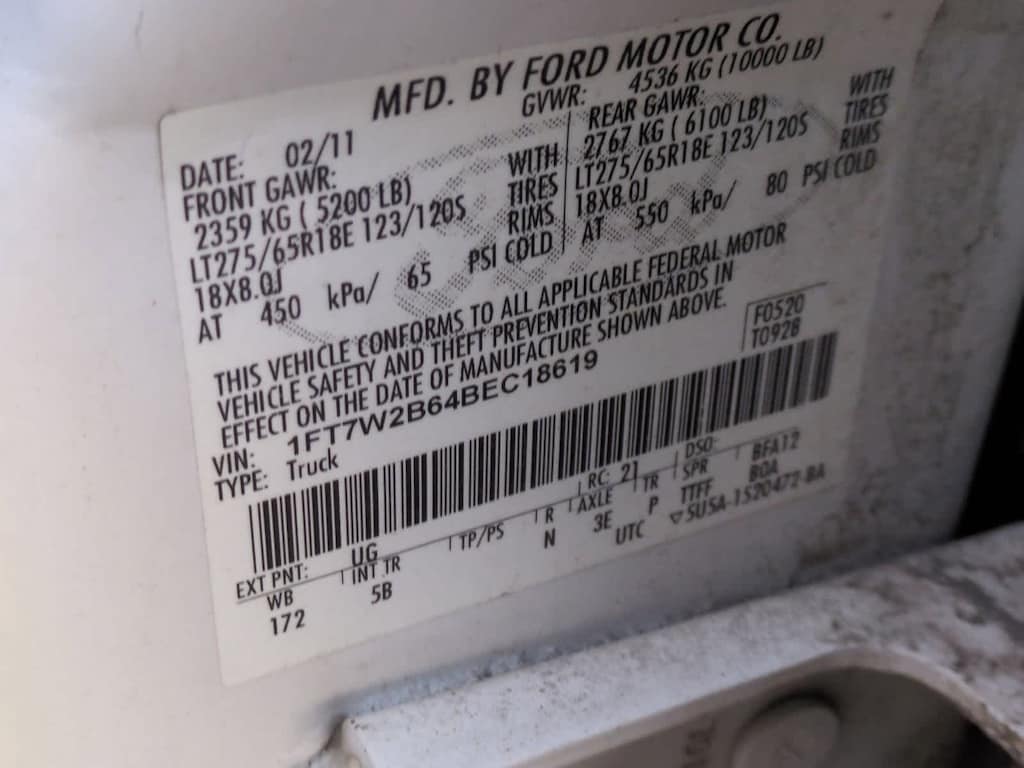 MFD. BY FORD MOTOR CO.
DATE: 02/11
GVWR: 4536 KG (10000 LB)
FRONT GAWR:
2359 KG ( 5200 LB)
WITH
LT275/65R18E 123/120S
TIRES
18X8.0J
RIMS
AT 450 kPa/ 65 PSI COLD
REAR GAWR:
2767 KG ( 6100 LB)
WITH
LT275/65R18E 123/120S
TIRES
18X8.0J
RIMS
AT 550 kPa/ 80 PSI COLD
THIS VEHICLE CONFORMS TO ALL APPLICABLE FEDERAL MOTOR
VEHICLE SAFETY AND THEFT PREVENTION STANDARDS IN
EFFECT ON THE DATE OF MANUFACTURE SHOWN ABOVE.
VIN: 1FT7W2B64BEC18619
TYPE: Truck
F0520
T0928
EXT PNT: UG
RC: 21
DSO:
WB INT TR TP/PS R AXLE TR SPR BFA12
172 5B N 3E P TTFF BOA
UTC
▽SU5A-1520472-BA